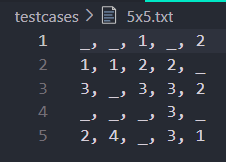 testcases > 5x5.txt
1 _, _, 1, _, 2
2 1, 1, 2, 2, _
3 3, _, 3, 3, 2
4 _, _, _, 3, _
5 2, 4, _, 3, 1